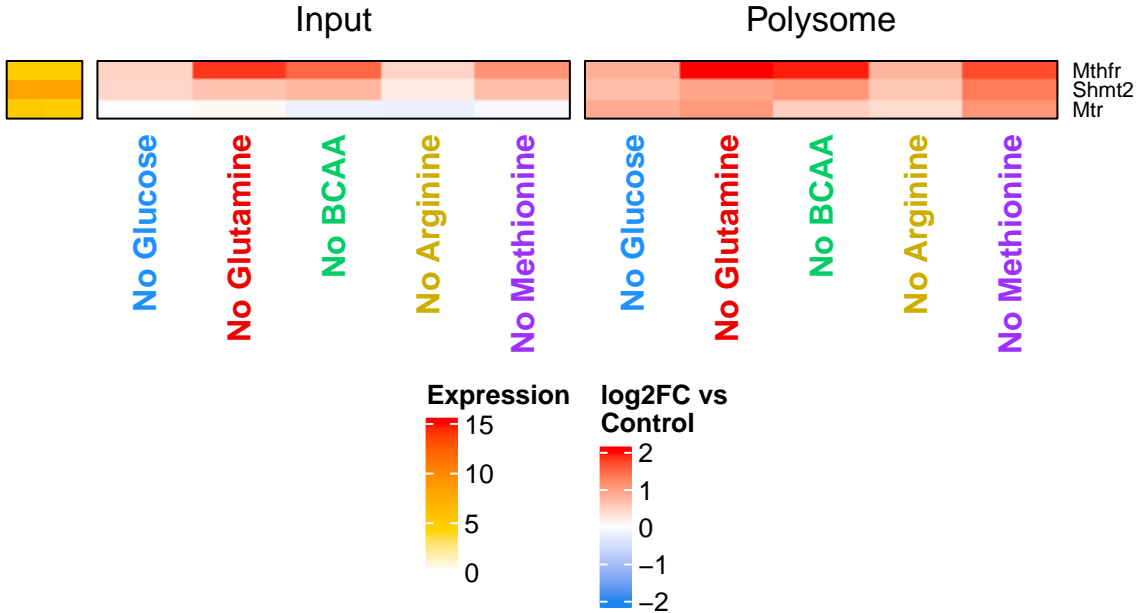 Input
Polysome
Mthfr
Shmt2
Mtr
No Glucose
No Glutamine
No BCAA
No Arginine
No Methionine
No Glucose
No Glutamine
No BCAA
No Arginine
No Methionine
Expression
15
10
5
0
log2FC vs
Control
2
1
0
−1
−2